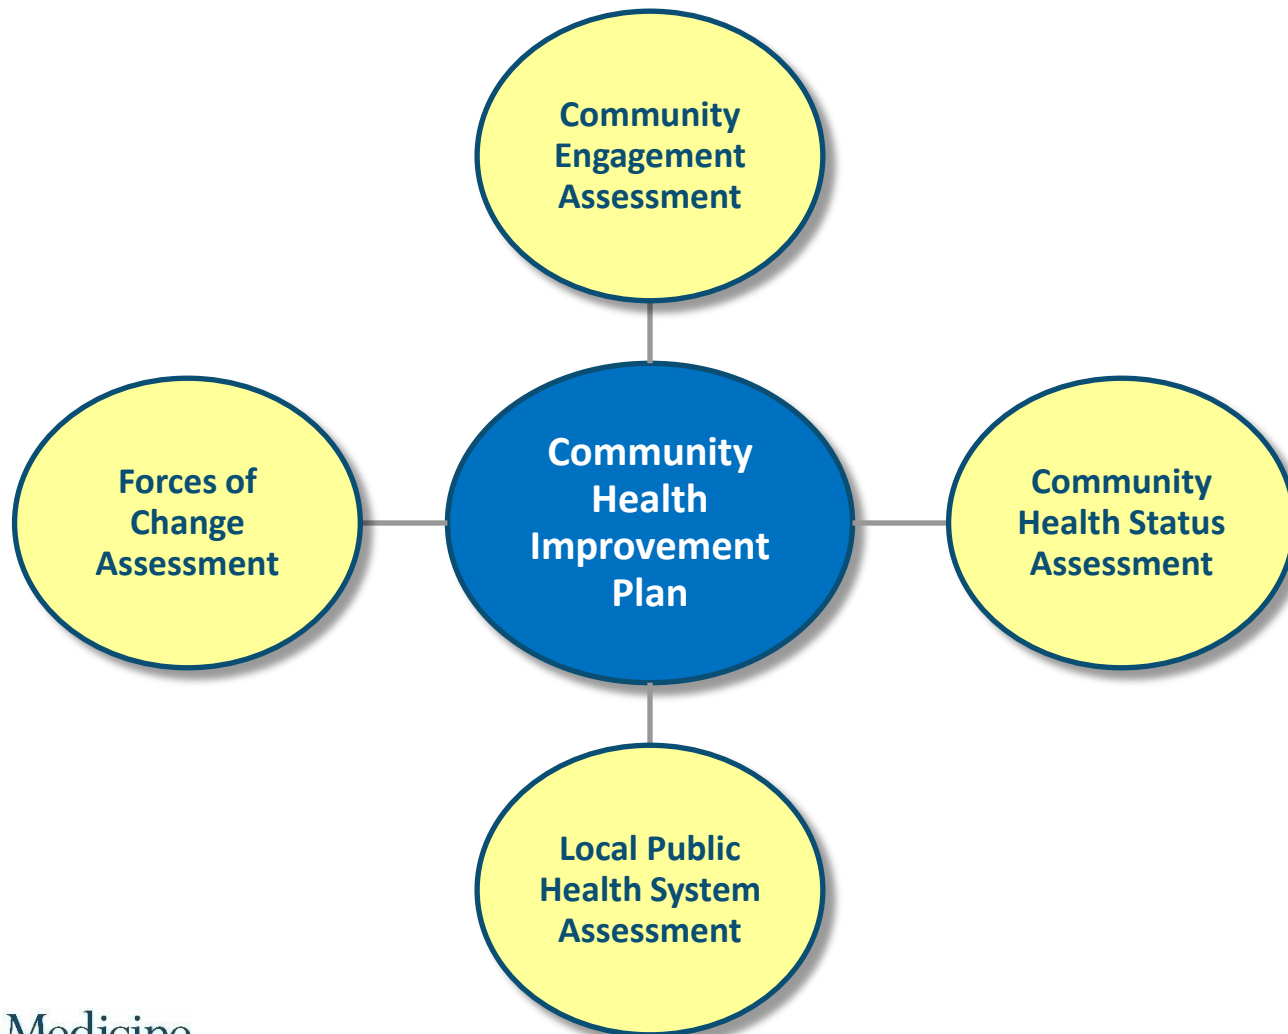 Community
Engagement
Assessment
Forces of
Change
Assessment
Community
Health
Improvement
Plan
Community
Health Status
Assessment
Local Public
Health System
Assessment
Medicine